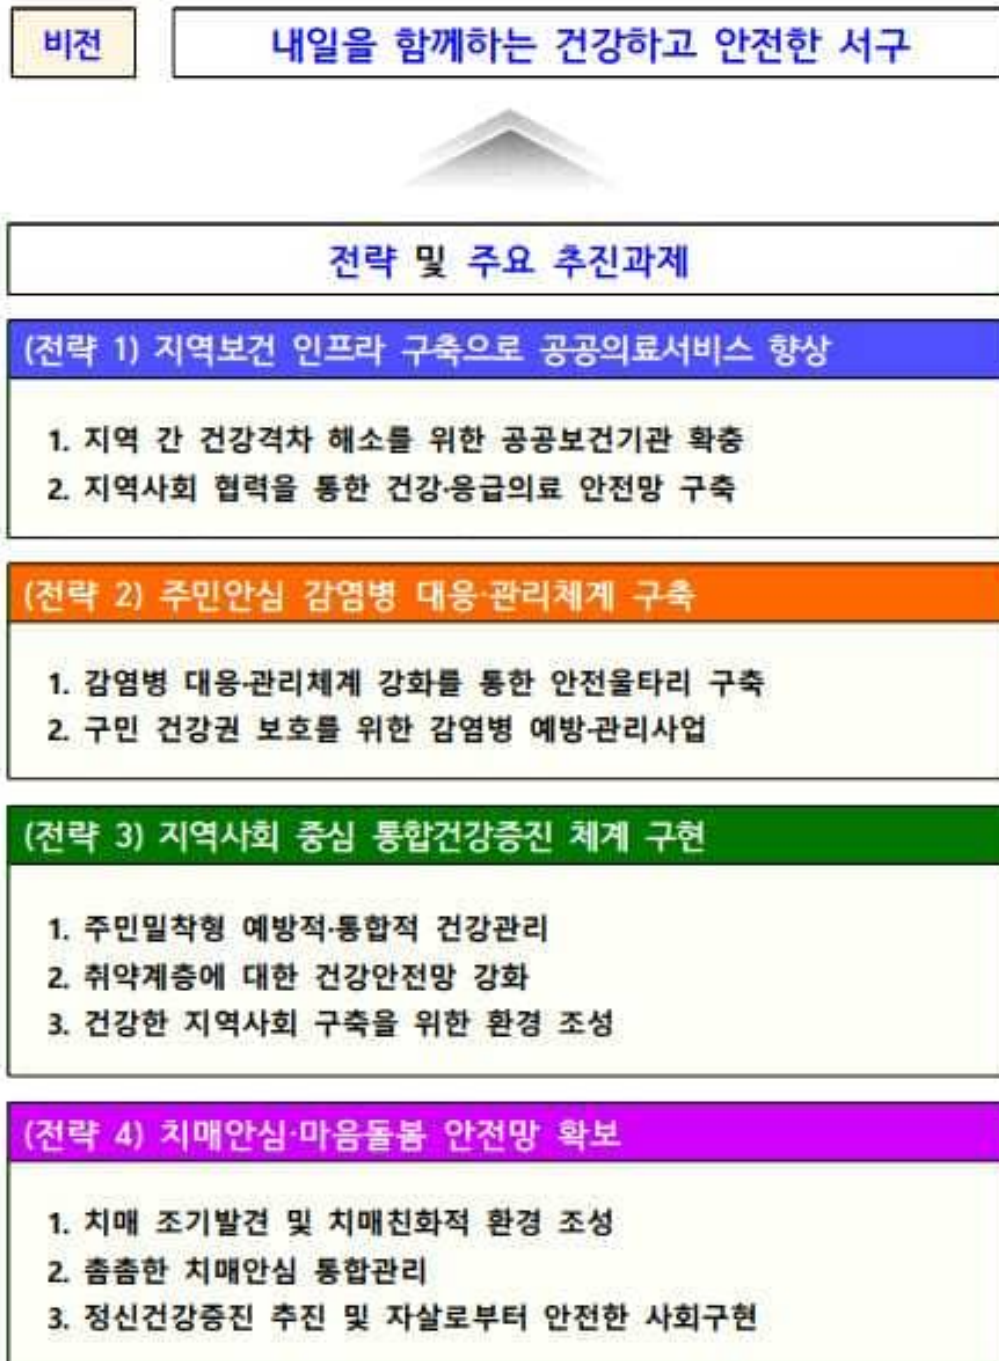 비전
내일을 함께하는 건강하고 안전한 서구
전략 및 주요 추진과제
(전략 1) 지역보건 인프라 구축으로 공공의료서비스 향상
1. 지역 간 건강격차 해소를 위한 공공보건기관 확충
2. 지역사회 협력을 통한 건강·응급의료 안전망 구축
(전략 2) 주민안심 감염병 대응·관리체계 구축
1. 감염병 대응·관리체계 강화를 통한 안전울타리 구축
2. 구민 건강권 보호를 위한 감염병 예방·관리사업
(전략 3) 지역사회 중심 통합건강증진 체계 구현
1. 주민밀착형 예방적·통합적 건강관리
2. 취약계층에 대한 건강안전망 강화
3. 건강한 지역사회 구축을 위한 환경 조성
(전략 4) 치매안심·마음돌봄 안전망 확보
1. 치매 조기발견 및 치매친화적 환경 조성
2. 촘촘한 치매안심 통합관리
3. 정신건강증진 추진 및 자살로부터 안전한 사회구현